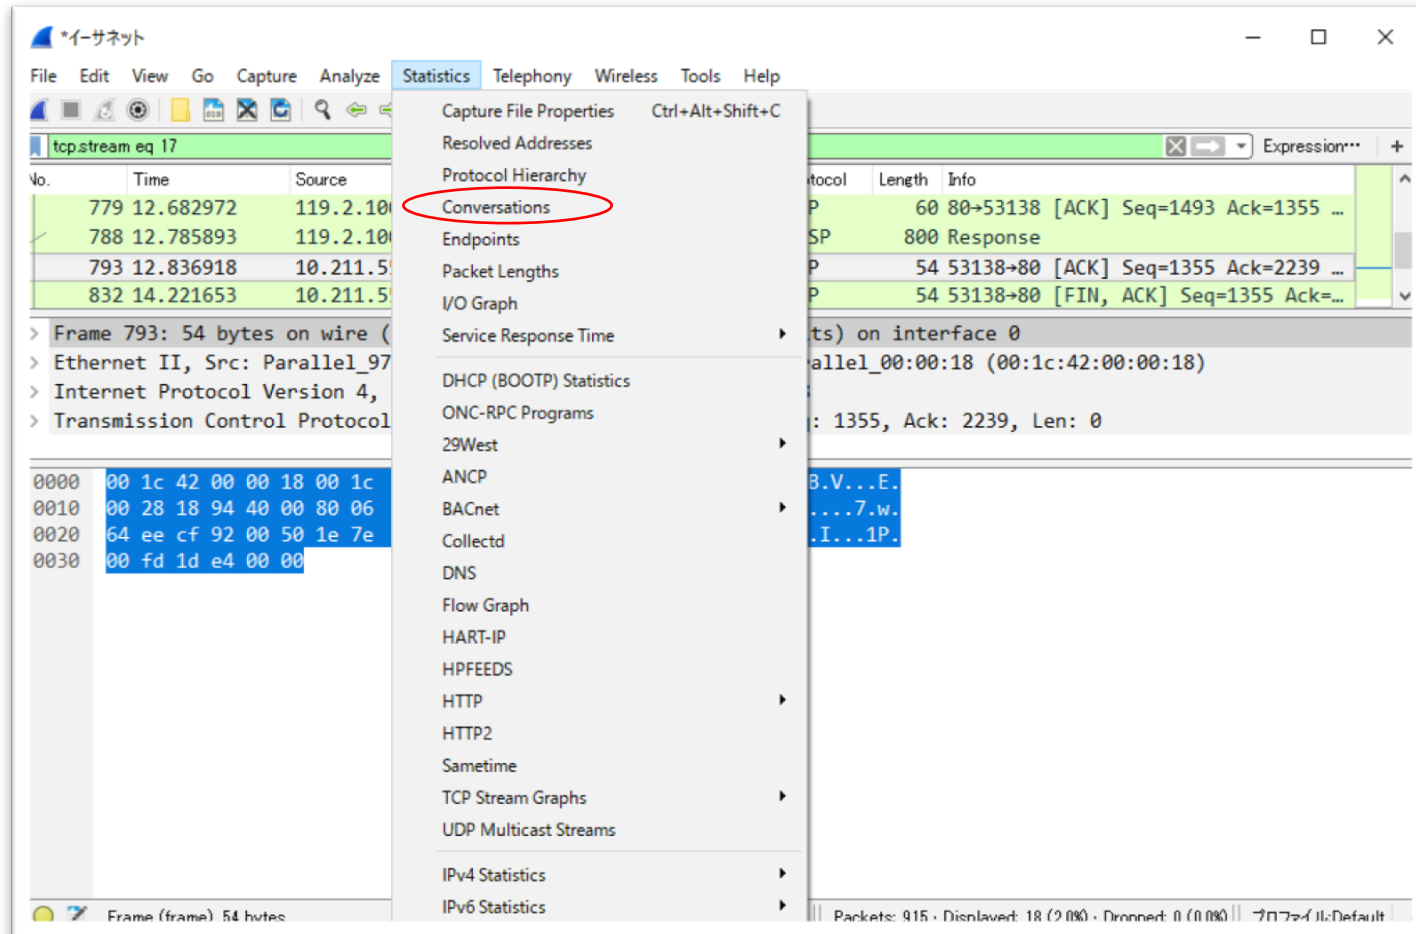 *イーサネット
File Edit View Go Capture Analyze Statistics Telephony Wireless Tools Help
tcp.stream eq 17 Expression… +
No. Time Source tocol Length Info
779 12.682972 119.2.10 P 60 80→53138 [ACK] Seq=1493 Ack=1355 …
788 12.785893 119.2.10 SP 800 Response
793 12.836918 10.211.5 P 54 53138→80 [ACK] Seq=1355 Ack=2239 …
832 14.221653 10.211.5 P 54 53138→80 [FIN, ACK] Seq=1355 Ack=…
Frame 793: 54 bytes on wire ( ts) on interface 0
Ethernet II, Src: Parallel_97 allel_00:00:18 (00:1c:42:00:00:18)
Internet Protocol Version 4,
Transmission Control Protocol : 1355, Ack: 2239, Len: 0
0000 00 1c 42 00 00 18 00 1c B.V...E.
0010 00 28 18 94 40 00 80 06 ....7.w.
0020 64 ee cf 92 00 50 1e 7e .I...1P.
0030 00 fd 1d e4 00 00
Capture File Properties Ctrl+Alt+Shift+C
Resolved Addresses
Protocol Hierarchy
Conversations
Endpoints
Packet Lengths
I/O Graph
Service Response Time
DHCP (BOOTP) Statistics
ONC-RPC Programs
29West
ANCP
BACnet
Collectd
DNS
Flow Graph
HART-IP
HPFEEDS
HTTP
HTTP2
Sametime
TCP Stream Graphs
UDP Multicast Streams
IPv4 Statistics
IPv6 Statistics
Frame (frame), 54 bytes Packets: 915 · Displayed: 18 (2.0%) · Dropped: 0 (0.0%) プロファイル:Default